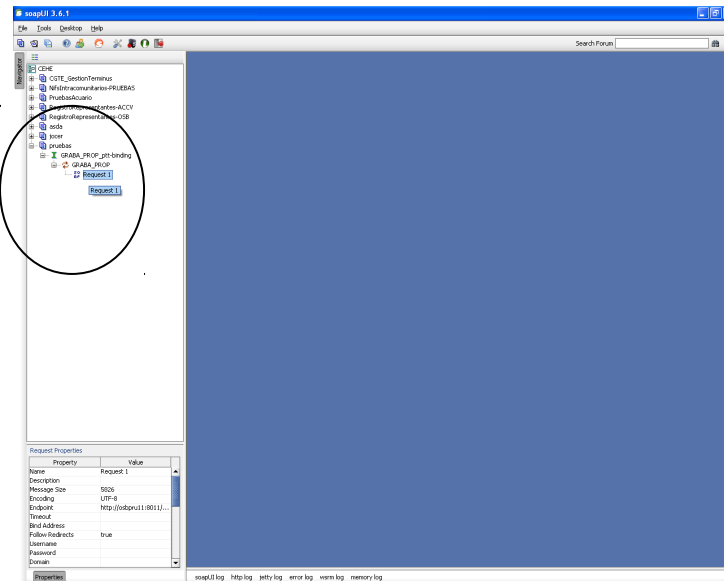 soapUI 3.6.1
File Tools Desktop Help
Search Forum
Navigator
CEHE
CGTE_GestionTerminus
NifsIntracomunitarios-PRUEBAS
PruebasAcuario
RegistroRepresentantes-ACCV
RegistroRepresentantes-OSB
asda
jocer
pruebas
GRABA_PROP_ptt-binding
GRABA_PROP
Request 1
Request 1
Request Properties
Property Value
Name Request 1
Description
Message Size 5826
Encoding UTF-8
Endpoint http://osbpru11:8011/...
Timeout
Bind Address
Follow Redirects true
Username
Password
Domain
Properties
soapUI log http log jetty log error log wsrm log memory log